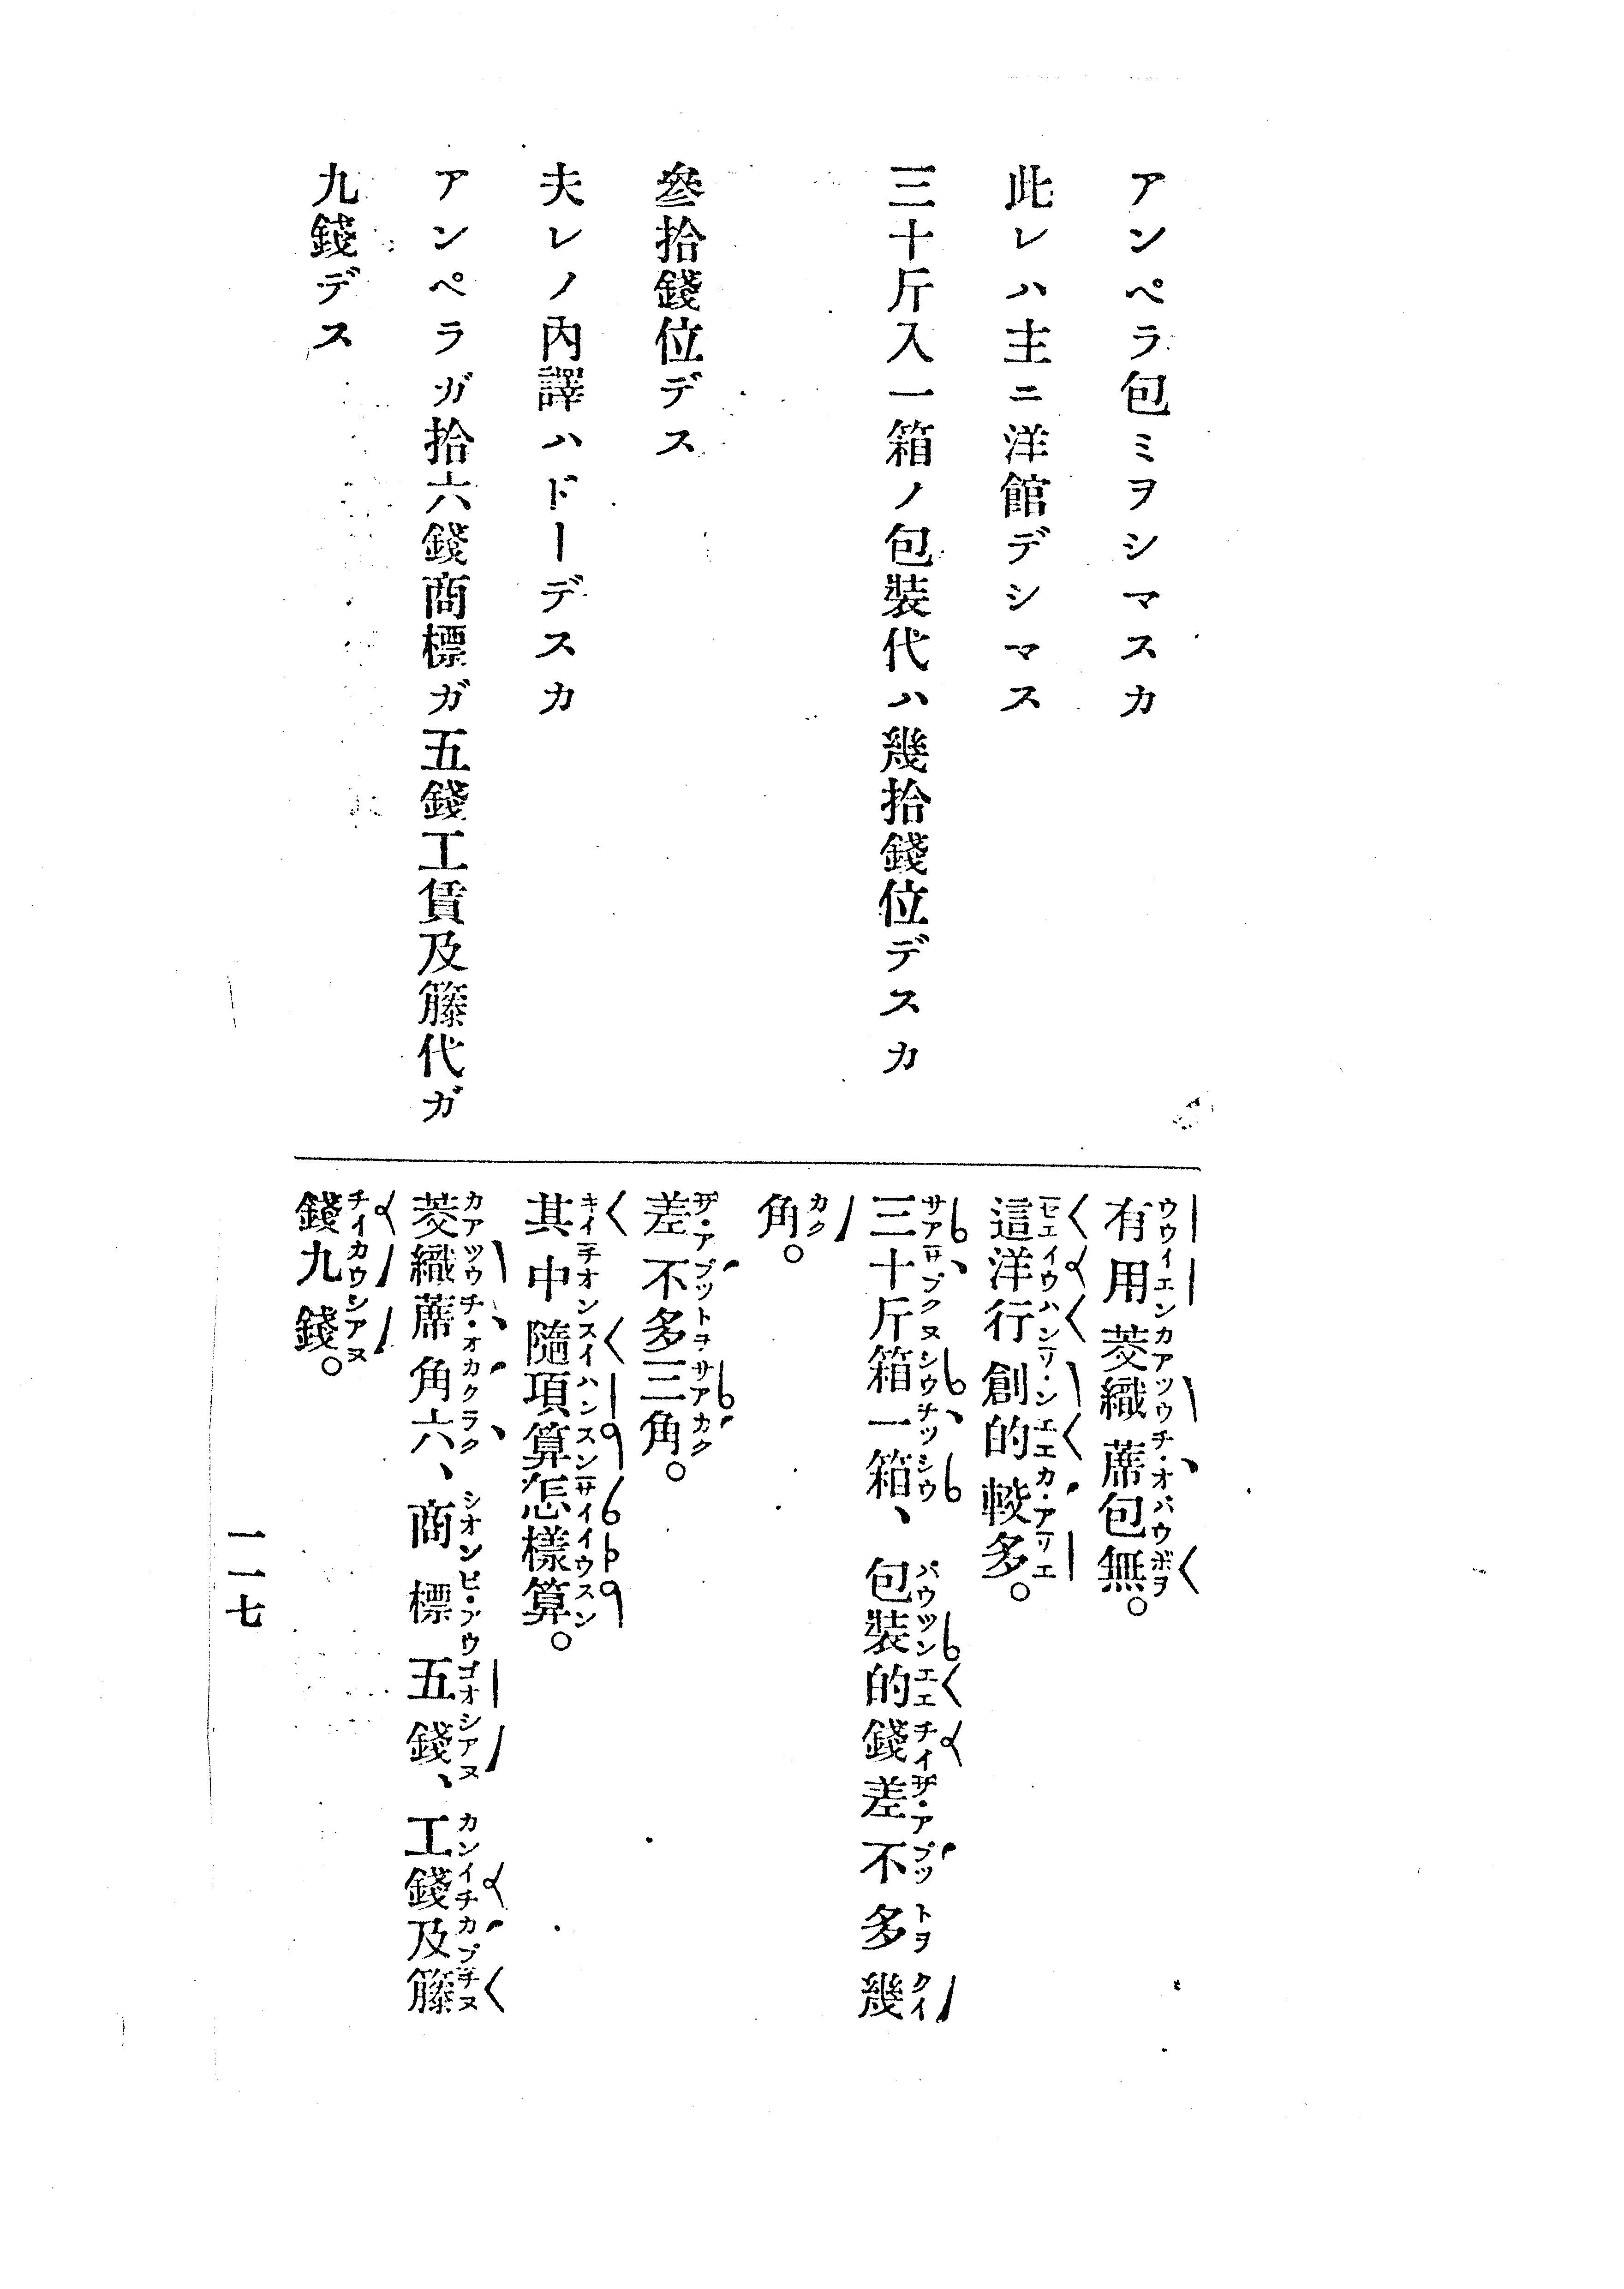 アンペラ包ミヲシマスカ
此レハ主ニ洋館デシマス
三十斤入一箱ノ包裝代ハ幾拾錢位デスカ
參拾錢位デス
夫レノ內譯ハドーデスカ
アンペラガ拾六錢商標ガ五錢工賃及籐代ガ
九錢デス
有用菱織蓆包無。
這洋行創的較多。
三十斤箱一箱、包裝的錢差不多幾
角。
差不多三角。
其中隨項算怎樣算。
菱織蓆角六、商標五錢、工錢及籐
錢九錢。
一一七